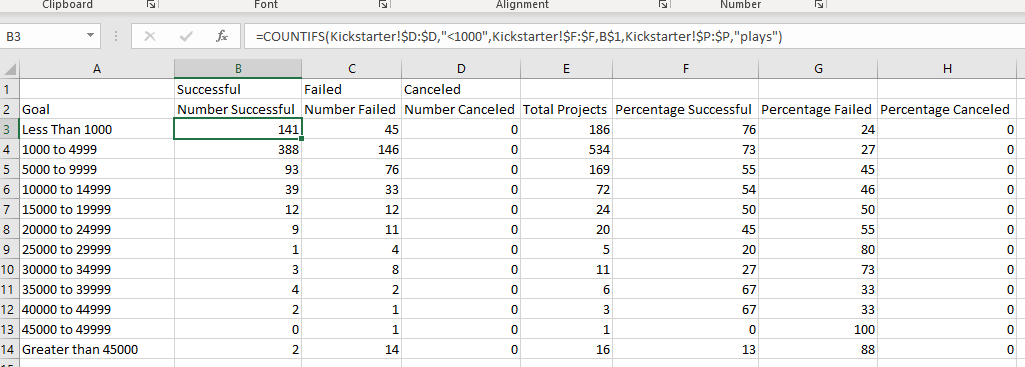 Clipboard Font Alignment Number
B3 fx =COUNTIFS(Kickstarter!$D:$D,"<1000",Kickstarter!$F:$F,B$1,Kickstarter!$P:$P,"plays")
A B C D E F G H
1 Successful Failed Canceled
2 Goal Number Successful Number Failed Number Canceled Total Projects Percentage Successful Percentage Failed Percentage Canceled
3 Less Than 1000 141 45 0 186 76 24 0
4 1000 to 4999 388 146 0 534 73 27 0
5 5000 to 9999 93 76 0 169 55 45 0
6 10000 to 14999 39 33 0 72 54 46 0
7 15000 to 19999 12 12 0 24 50 50 0
8 20000 to 24999 9 11 0 20 45 55 0
9 25000 to 29999 1 4 0 5 20 80 0
10 30000 to 34999 3 8 0 11 27 73 0
11 35000 to 39999 4 2 0 6 67 33 0
12 40000 to 44999 2 1 0 3 67 33 0
13 45000 to 49999 0 1 0 1 0 100 0
14 Greater than 45000 2 14 0 16 13 88 0